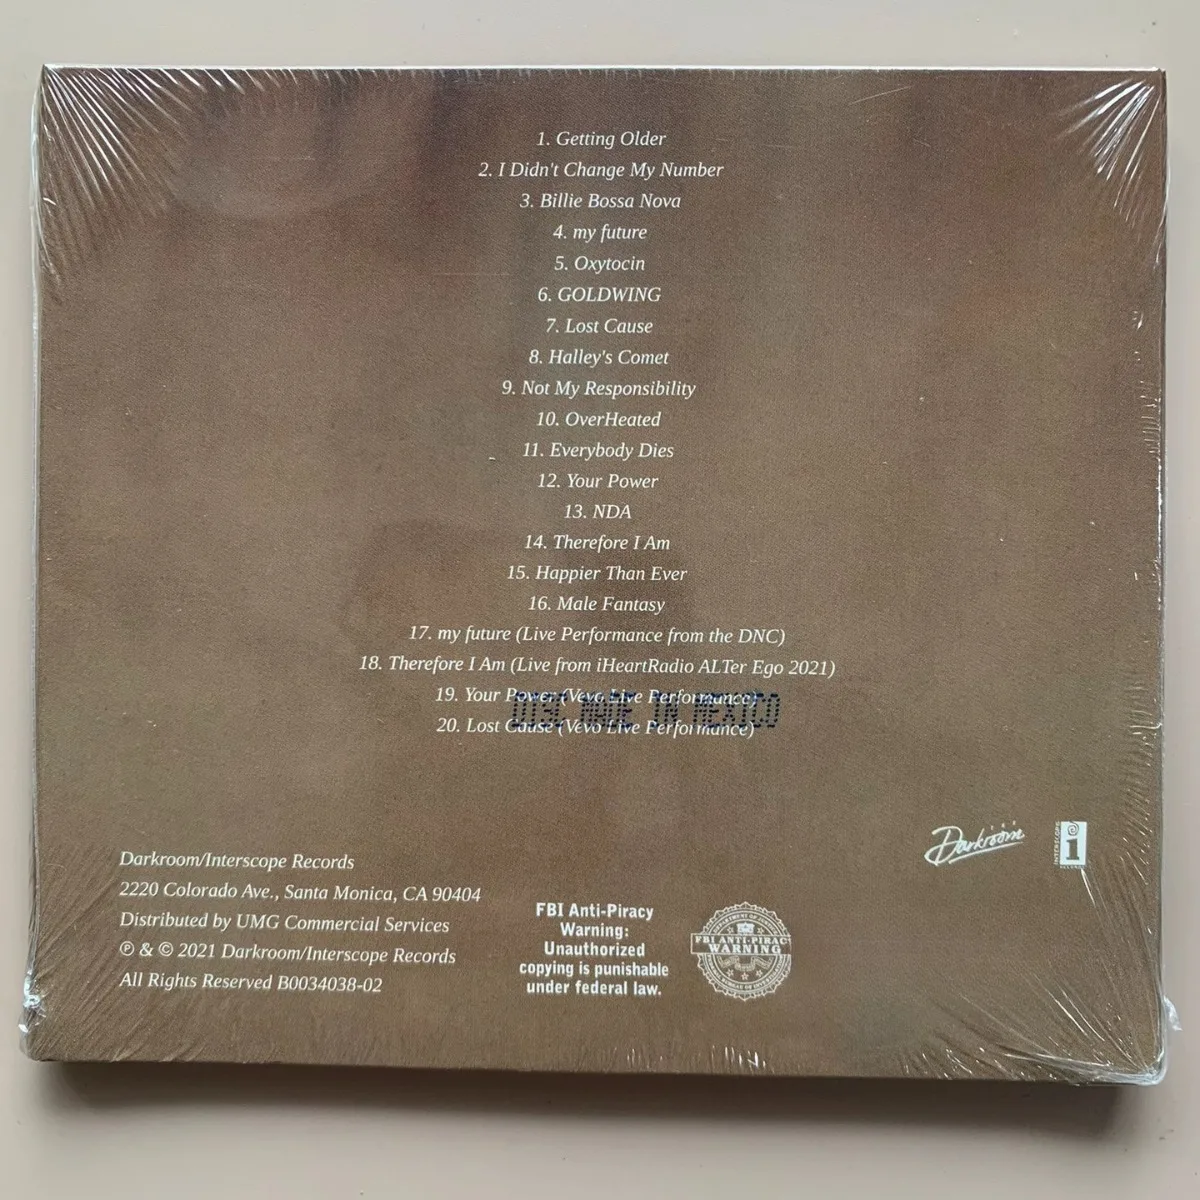 1. Getting Older
2. I Didn't Change My Number
3. Billie Bossa Nova
4. my future
5. Oxytocin
6. GOLDWING
7. Lost Cause
8. Halley's Comet
9. Not My Responsibility
10. OverHeated
11. Everybody Dies
12. Your Power
13. NDA
14. Therefore I Am
15. Happier Than Ever
16. Male Fantasy
17. my future (Live Performance from the DNC)
18. Therefore I Am (Live from iHeartRadio ALTer Ego 2021)
19. Your Power (Vevo Live Performance)
DISC MADE IN MEXICO
20. Lost Cause (Vevo Live Performance)
Darkroom
INTERSCOPE
i
Darkroom/Interscope Records
2220 Colorado Ave., Santa Monica, CA 90404
Distributed by UMG Commercial Services
℗ & © 2021 Darkroom/Interscope Records
All Rights Reserved B0034038-02
FBI Anti-Piracy
Warning:
Unauthorized
copying is punishable
under federal law.
DEPARTMENT OF JUSTICE
FBI ANTI-PIRACY
WARNING